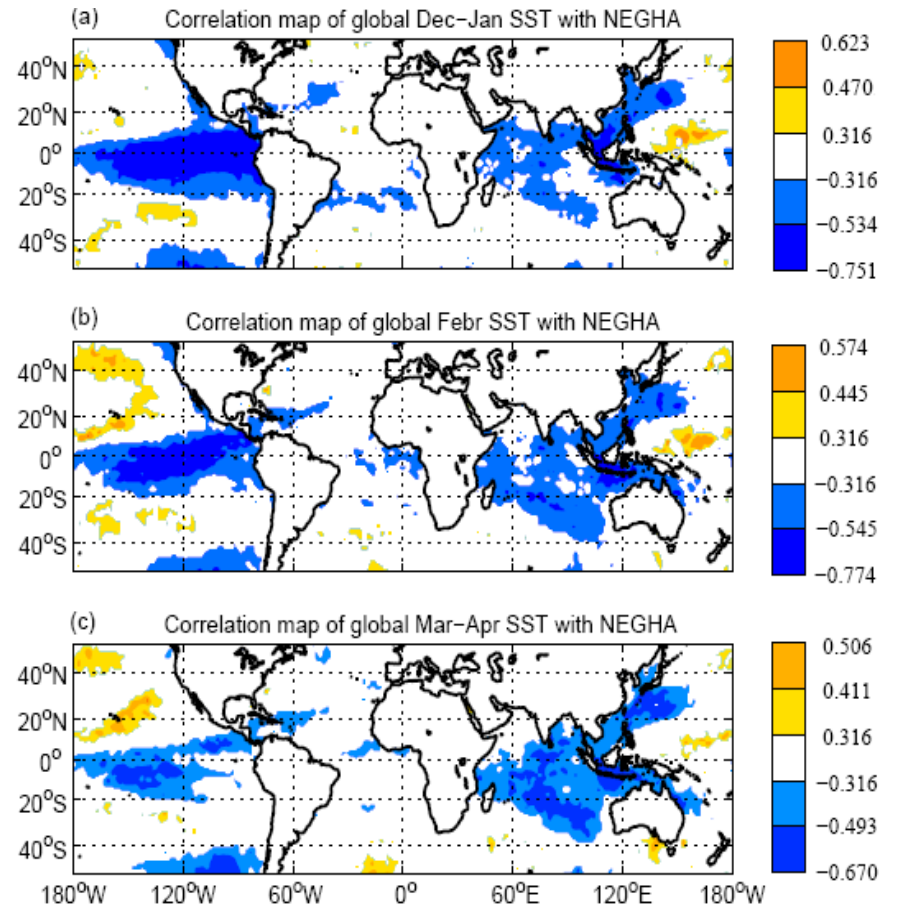 (a) Correlation map of global Dec−Jan SST with NEGHA
40°N
20°N
0°
20°S
40°S
0.623
0.470
0.316
−0.316
−0.534
−0.751
(b) Correlation map of global Febr SST with NEGHA
40°N
20°N
0°
20°S
40°S
0.574
0.445
0.316
−0.316
−0.545
−0.774
(c) Correlation map of global Mar−Apr SST with NEGHA
40°N
20°N
0°
20°S
40°S
0.506
0.411
0.316
−0.316
−0.493
−0.670
180°W 120°W 60°W 0° 60°E 120°E 180°W